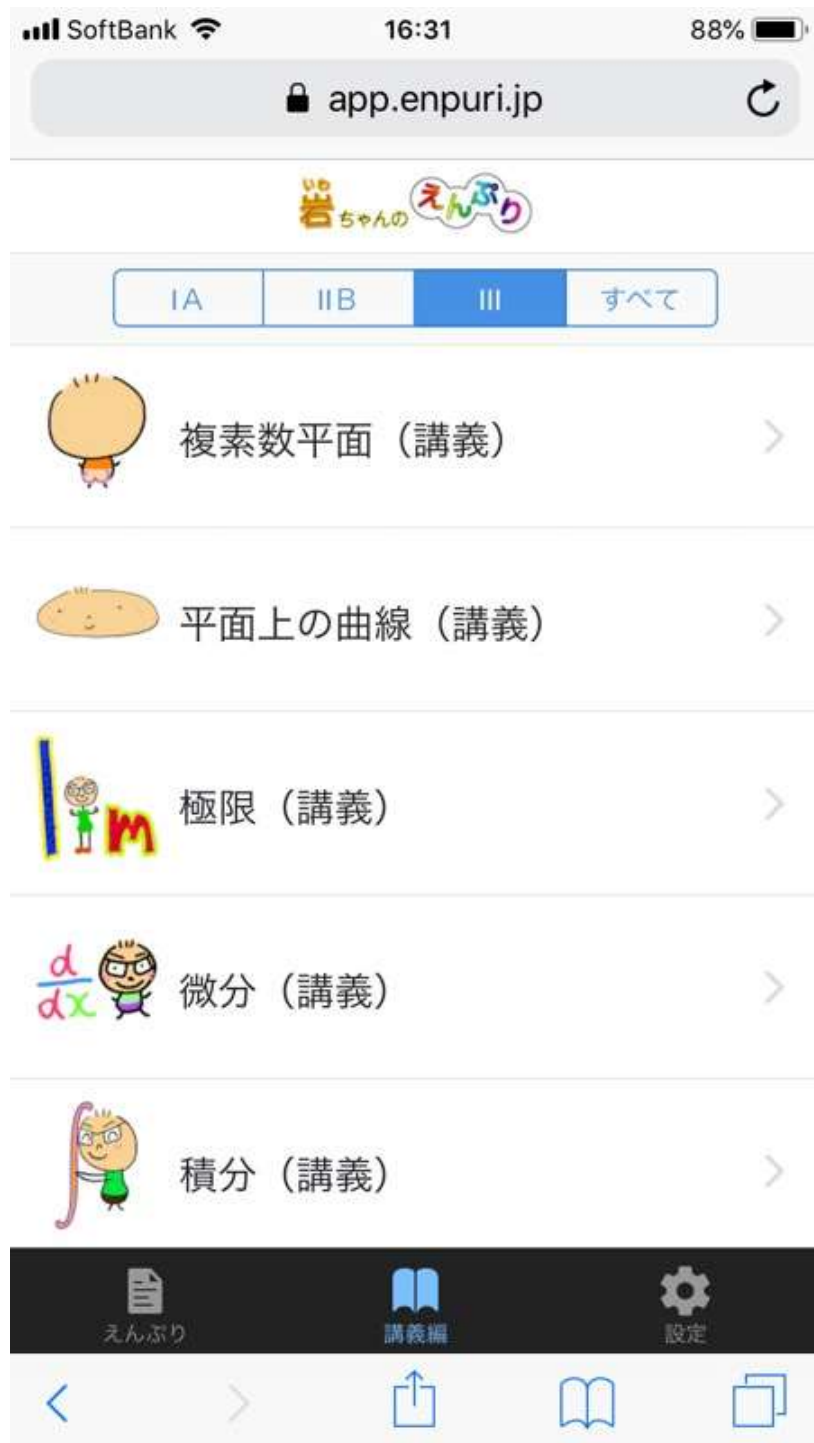 SoftBank 16:31 88%
app.enpuri.jp
いわ
岩ちゃんの えんぷり
IA IIB III すべて
複素数平面（講義）
平面上の曲線（講義）
lim 極限（講義）
d
dx 微分（講義）
積分（講義）
えんぷり 講義編 設定